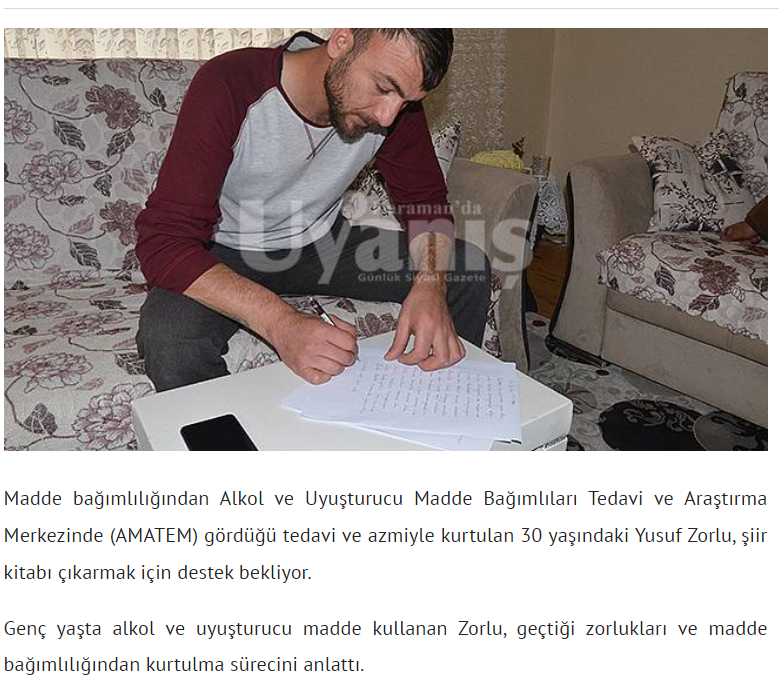 Karaman'da
Uyanış
Günlük Siyasi Gazete
Madde bağımlılığından Alkol ve Uyuşturucu Madde Bağımlıları Tedavi ve Araştırma
Merkezinde (AMATEM) gördüğü tedavi ve azmiyle kurtulan 30 yaşındaki Yusuf Zorlu, şiir
kitabı çıkarmak için destek bekliyor.
Genç yaşta alkol ve uyuşturucu madde kullanan Zorlu, geçtiği zorlukları ve madde
bağımlılığından kurtulma sürecini anlattı.